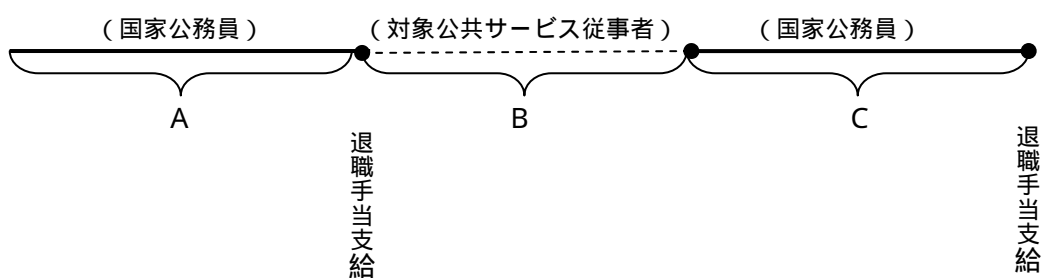 （国家公務員）
（対象公共サービス従事者）
（国家公務員）
A
B
C
退職手当支給
退職手当支給